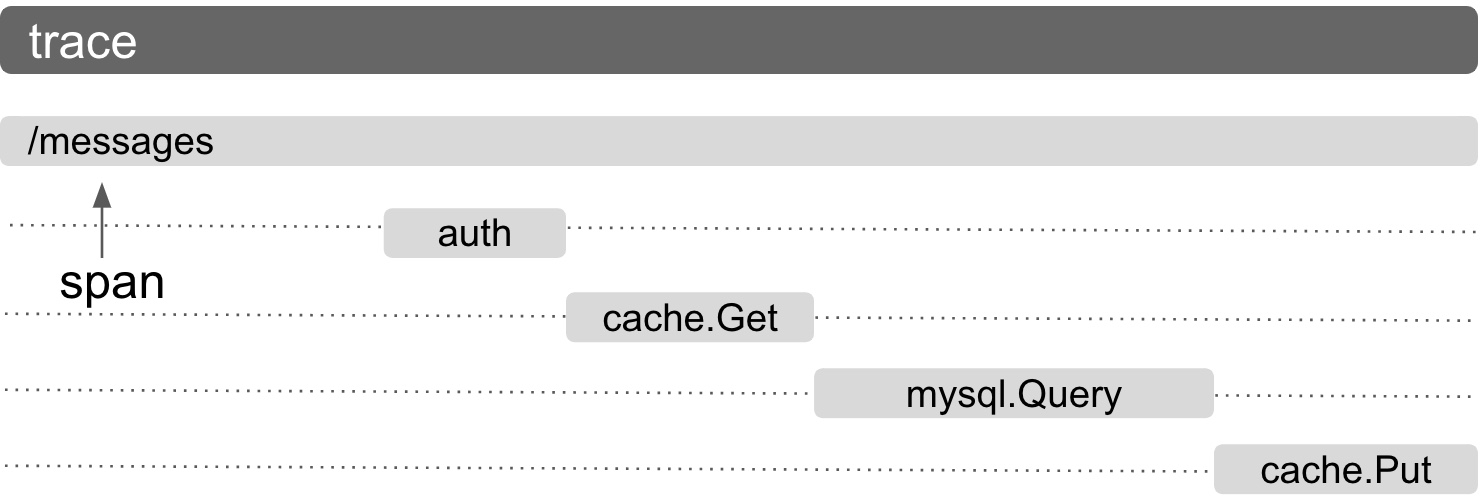 trace
/messages
auth
span
cache.Get
mysql.Query
cache.Put